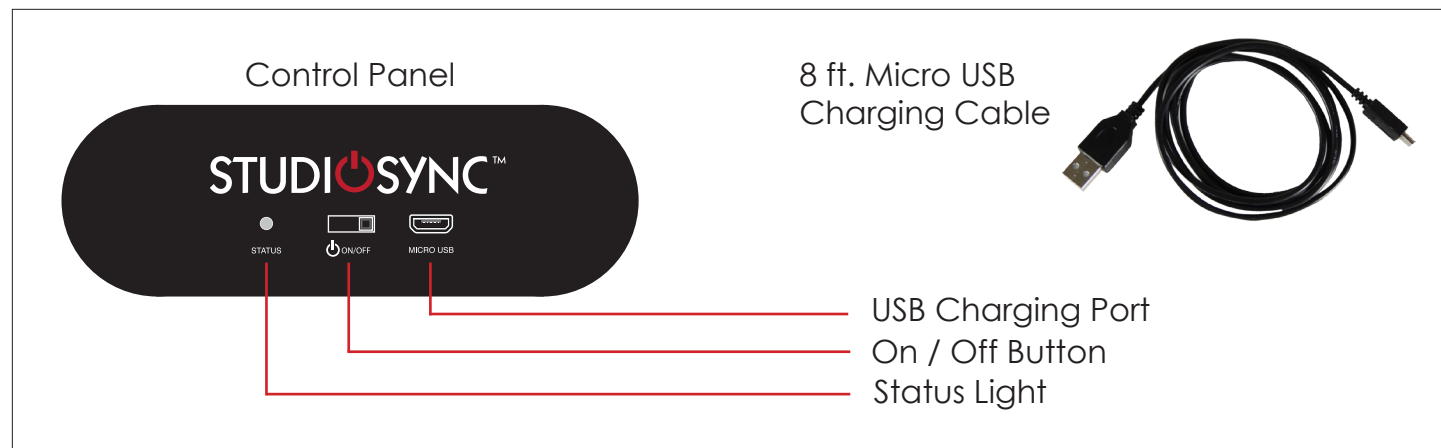 Control Panel
8 ft. Micro USB
Charging Cable
STUDIOSYNC™
STATUS
ON/OFF
MICRO USB
USB Charging Port
On / Off Button
Status Light